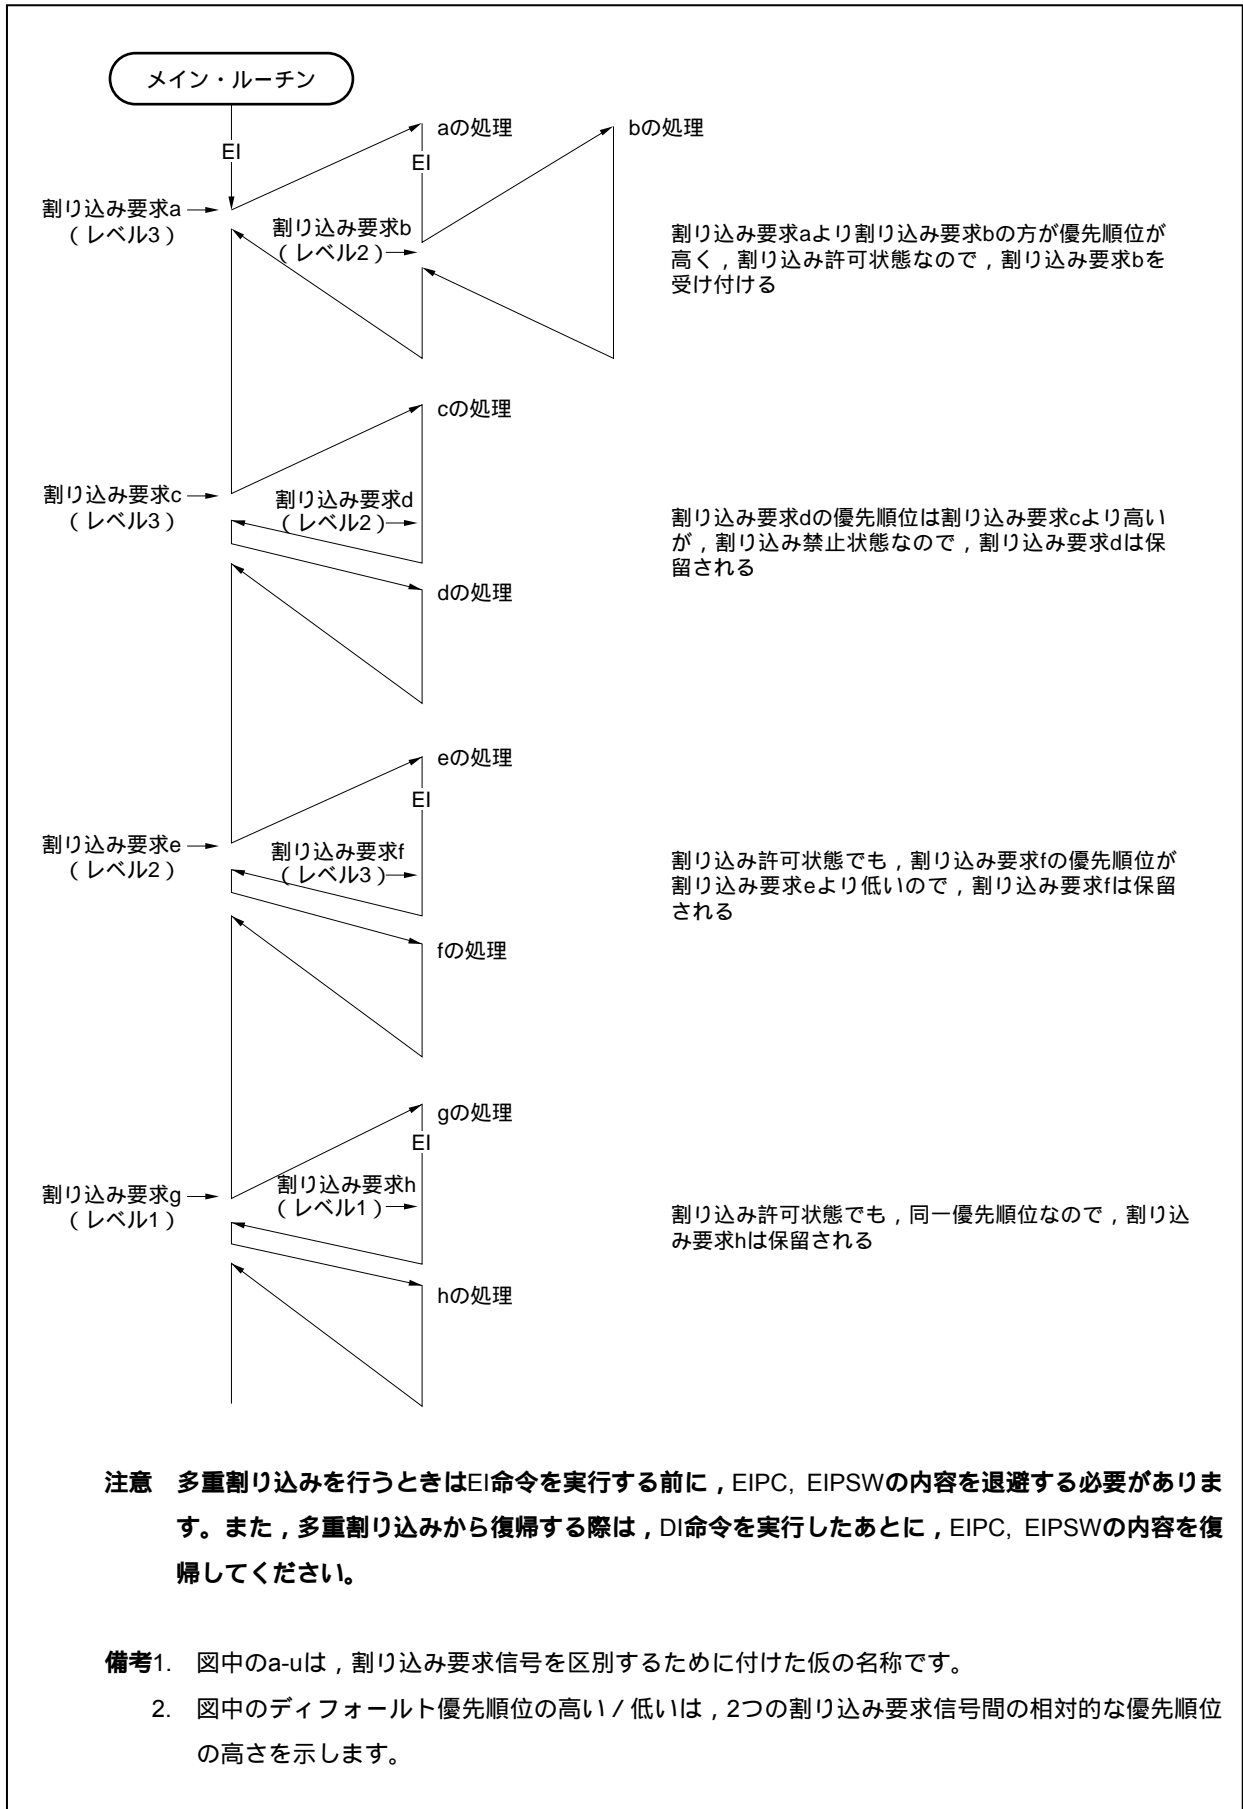 メイン・ルーチン
EI
aの処理
EI
bの処理
割り込み要求a
（レベル3）
割り込み要求b
（レベル2）
割り込み要求aより割り込み要求bの方が優先順位が
高く，割り込み許可状態なので，割り込み要求bを
受け付ける
cの処理
割り込み要求c
（レベル3）
割り込み要求d
（レベル2）
割り込み要求dの優先順位は割り込み要求cより高い
が，割り込み禁止状態なので，割り込み要求dは保
留される
dの処理
eの処理
EI
割り込み要求e
（レベル2）
割り込み要求f
（レベル3）
割り込み許可状態でも，割り込み要求fの優先順位が
割り込み要求eより低いので，割り込み要求fは保留
される
fの処理
gの処理
EI
割り込み要求g
（レベル1）
割り込み要求h
（レベル1）
割り込み許可状態でも，同一優先順位なので，割り込
み要求hは保留される
hの処理
注意　多重割り込みを行うときはEI命令を実行する前に，EIPC, EIPSWの内容を退避する必要がありま
す。また，多重割り込みから復帰する際は，DI命令を実行したあとに，EIPC, EIPSWの内容を復
帰してください。
備考1.　図中のa-uは，割り込み要求信号を区別するために付けた仮の名称です。
2.　図中のディフォールト優先順位の高い／低いは，2つの割り込み要求信号間の相対的な優先順位
の高さを示します。